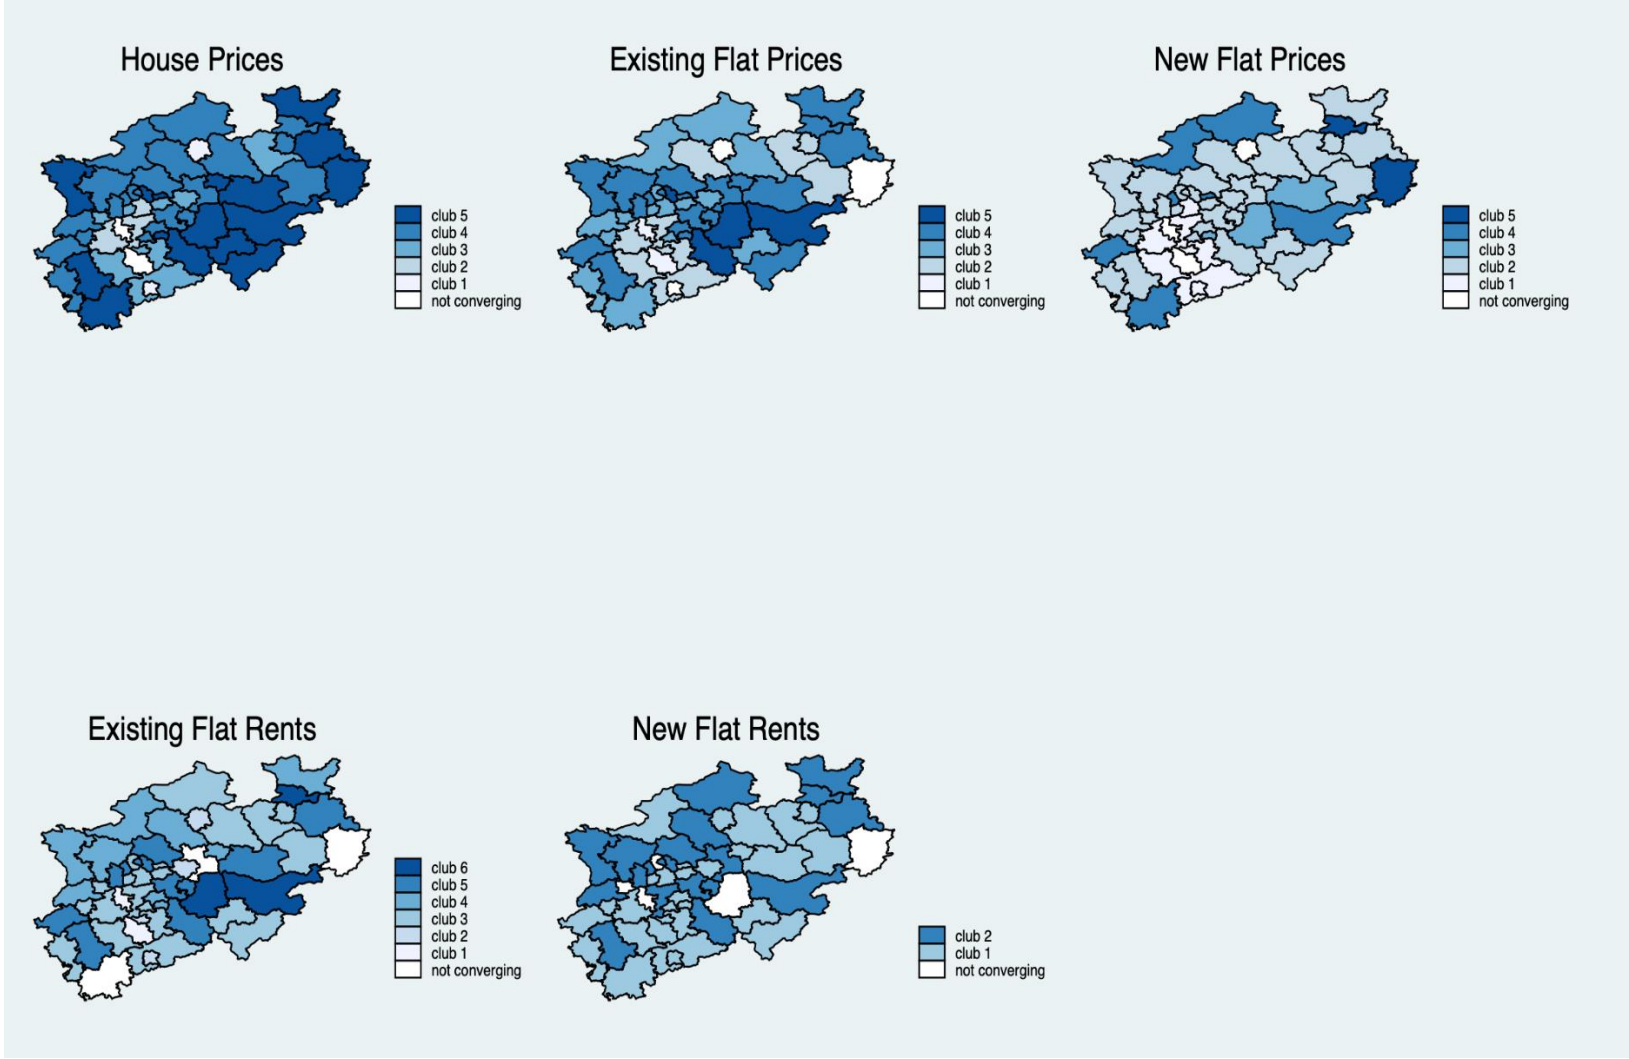 House Prices
club 5
club 4
club 3
club 2
club 1
not converging
Existing Flat Prices
club 5
club 4
club 3
club 2
club 1
not converging
New Flat Prices
club 5
club 4
club 3
club 2
club 1
not converging
Existing Flat Rents
club 6
club 5
club 4
club 3
club 2
club 1
not converging
New Flat Rents
club 2
club 1
not converging